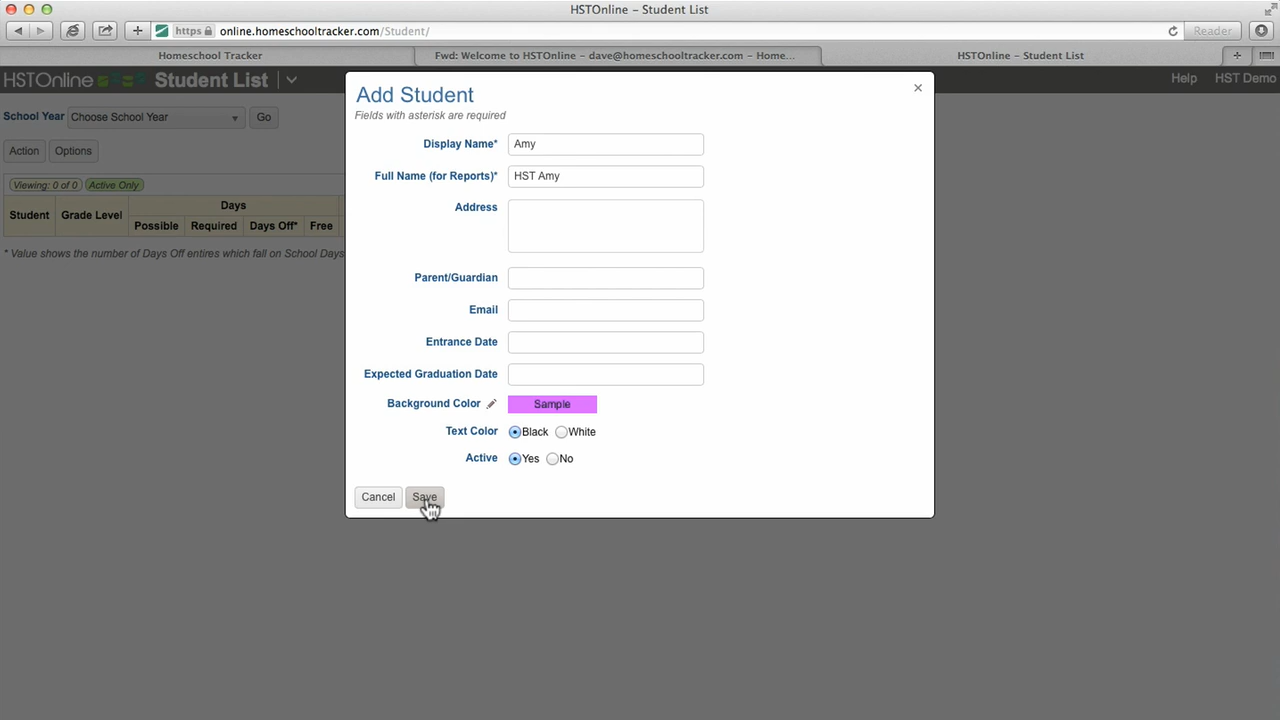 HSTOnline – Student List
https online.homeschooltracker.com/Student/ Reader
Homeschool Tracker Fwd: Welcome to HSTOnline – dave@homeschooltracker.com – Home... HSTOnline – Student List
HSTOnline Student List Help HST Demo
School Year Choose School Year Go
Action Options
Viewing: 0 of 0 Active Only
Student Grade Level Days
Possible Required Days Off* Free
* Value shows the number of Days Off entires which fall on School Days
Add Student
Fields with asterisk are required
Display Name* Amy
Full Name (for Reports)* HST Amy
Address
Parent/Guardian
Email
Entrance Date
Expected Graduation Date
Background Color Sample
Text Color Black White
Active Yes No
Cancel Save